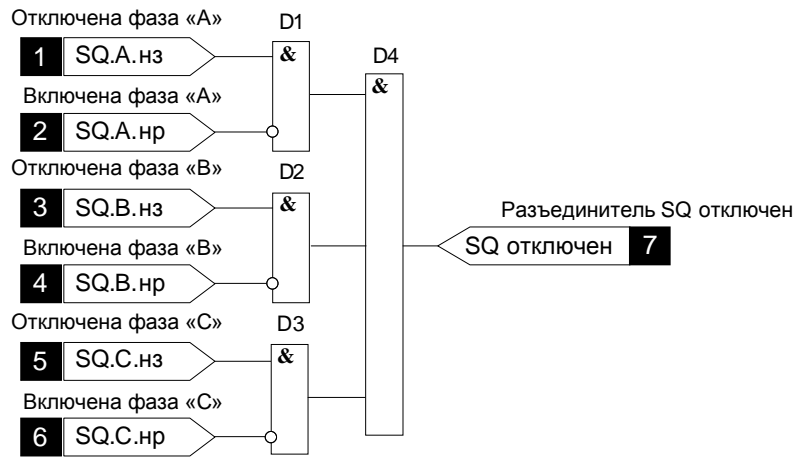 Отключена фаза «А»
D1
1 SQ.А.нз
&
D4
&
Включена фаза «А»
2 SQ.А.нр
Отключена фаза «В»
D2
3 SQ.В.нз
&
Разъединитель SQ отключен
SQ отключен 7
Включена фаза «В»
4 SQ.В.нр
Отключена фаза «С»
D3
5 SQ.С.нз
&
Включена фаза «С»
6 SQ.С.нр